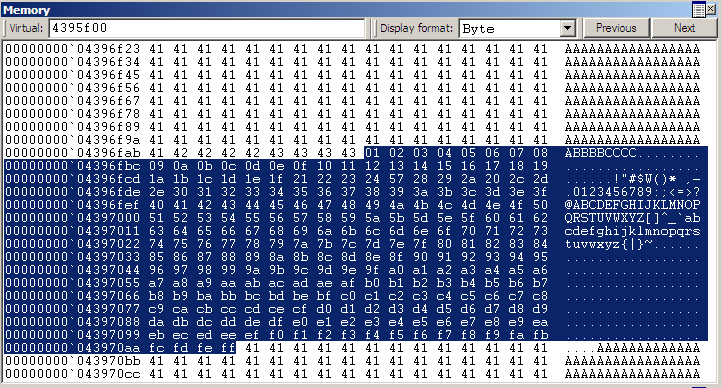 Memory
Virtual: 4395f00 Display format: Byte Previous Next
00000000`04396f23 41 41 41 41 41 41 41 41 41 41 41 41 41 41 41 41 41 AAAAAAAAAAAAAAAAA
00000000`04396f34 41 41 41 41 41 41 41 41 41 41 41 41 41 41 41 41 41 AAAAAAAAAAAAAAAAA
00000000`04396f45 41 41 41 41 41 41 41 41 41 41 41 41 41 41 41 41 41 AAAAAAAAAAAAAAAAA
00000000`04396f56 41 41 41 41 41 41 41 41 41 41 41 41 41 41 41 41 41 AAAAAAAAAAAAAAAAA
00000000`04396f67 41 41 41 41 41 41 41 41 41 41 41 41 41 41 41 41 41 AAAAAAAAAAAAAAAAA
00000000`04396f78 41 41 41 41 41 41 41 41 41 41 41 41 41 41 41 41 41 AAAAAAAAAAAAAAAAA
00000000`04396f89 41 41 41 41 41 41 41 41 41 41 41 41 41 41 41 41 41 AAAAAAAAAAAAAAAAA
00000000`04396f9a 41 41 41 41 41 41 41 41 41 41 41 41 41 41 41 41 41 AAAAAAAAAAAAAAAAA
00000000`04396fab 41 42 42 42 42 43 43 43 43 01 02 03 04 05 06 07 08 ABBBBCCCC........
00000000`04396fbc 09 0a 0b 0c 0d 0e 0f 10 11 12 13 14 15 16 17 18 19 .................
00000000`04396fcd 1a 1b 1c 1d 1e 1f 21 22 23 24 57 28 29 2a 20 2c 2d ......!"#$W()* ,-
00000000`04396fde 2e 30 31 32 33 34 35 36 37 38 39 3a 3b 3c 3d 3e 3f .0123456789:;<=>?
00000000`04396fef 40 41 42 43 44 45 46 47 48 49 4a 4b 4c 4d 4e 4f 50 @ABCDEFGHIJKLMNOP
00000000`04397000 51 52 53 54 55 56 57 58 59 5a 5b 5d 5e 5f 60 61 62 QRSTUVWXYZ[]^_`ab
00000000`04397011 63 64 65 66 67 68 69 6a 6b 6c 6d 6e 6f 70 71 72 73 cdefghijklmnopqrs
00000000`04397022 74 75 76 77 78 79 7a 7b 7c 7d 7e 7f 80 81 82 83 84 tuvwxyz{|}~......
00000000`04397033 85 86 87 88 89 8a 8b 8c 8d 8e 8f 90 91 92 93 94 95 .................
00000000`04397044 96 97 98 99 9a 9b 9c 9d 9e 9f a0 a1 a2 a3 a4 a5 a6 .................
00000000`04397055 a7 a8 a9 aa ab ac ad ae af b0 b1 b2 b3 b4 b5 b6 b7 .................
00000000`04397066 b8 b9 ba bb bc bd be bf c0 c1 c2 c3 c4 c5 c6 c7 c8 .................
00000000`04397077 c9 ca cb cc cd ce cf d0 d1 d2 d3 d4 d5 d6 d7 d8 d9 .................
00000000`04397088 da db dc dd de df e0 e1 e2 e3 e4 e5 e6 e7 e8 e9 ea .................
00000000`04397099 eb ec ed ee ef f0 f1 f2 f3 f4 f5 f6 f7 f8 f9 fa fb .................
00000000`043970aa fc fd fe ff 41 41 41 41 41 41 41 41 41 41 41 41 41 ....AAAAAAAAAAAAA
00000000`043970bb 41 41 41 41 41 41 41 41 41 41 41 41 41 41 41 41 41 AAAAAAAAAAAAAAAAA
00000000`043970cc 41 41 41 41 41 41 41 41 41 41 41 41 41 41 41 41 41 AAAAAAAAAAAAAAAAA